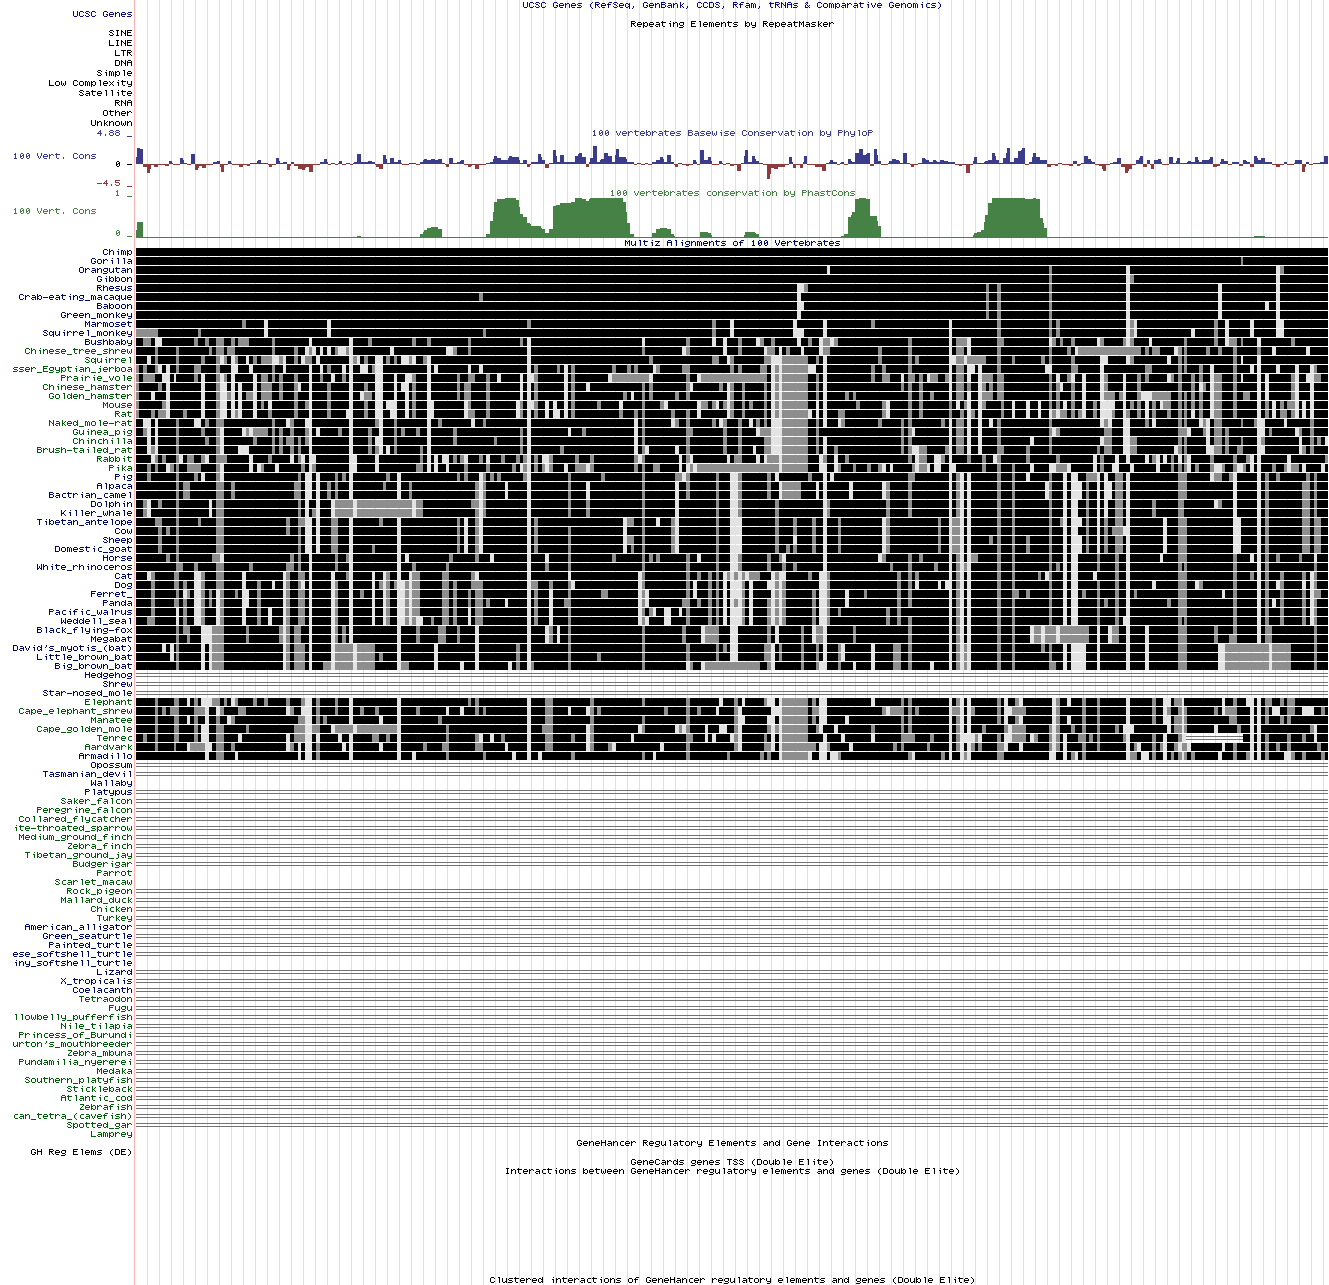 UCSC Genes (RefSeq, GenBank, CCDS, Rfam, tRNAs & Comparative Genomics)
UCSC Genes
Repeating Elements by RepeatMasker
SINE
LINE
LTR
DNA
Simple
Low Complexity
Satellite
RNA
Other
Unknown
100 vertebrates Basewise Conservation by PhyloP
4.88 _
100 Vert. Cons
0 _
-4.5 _
100 vertebrates conservation by PhastCons
1 _
100 Vert. Cons
0 _
Multiz Alignments of 100 Vertebrates
Chimp
Gorilla
Orangutan
Gibbon
Rhesus
Crab-eating_macaque
Baboon
Green_monkey
Marmoset
Squirrel_monkey
Bushbaby
Chinese_tree_shrew
Squirrel
sser_Egyptian_jerboa
Prairie_vole
Chinese_hamster
Golden_hamster
Mouse
Rat
Naked_mole-rat
Guinea_pig
Chinchilla
Brush-tailed_rat
Rabbit
Pika
Pig
Alpaca
Bactrian_camel
Dolphin
Killer_whale
Tibetan_antelope
Cow
Sheep
Domestic_goat
Horse
White_rhinoceros
Cat
Dog
Ferret_
Panda
Pacific_walrus
Weddell_seal
Black_flying-fox
Megabat
David's_myotis_(bat)
Little_brown_bat
Big_brown_bat
Hedgehog
Shrew
Star-nosed_mole
Elephant
Cape_elephant_shrew
Manatee
Cape_golden_mole
Tenrec
Aardvark
Armadillo
Opossum
Tasmanian_devil
Wallaby
Platypus
Saker_falcon
Peregrine_falcon
Collared_flycatcher
ite-throated_sparrow
Medium_ground_finch
Zebra_finch
Tibetan_ground_jay
Budgerigar
Parrot
Scarlet_macaw
Rock_pigeon
Mallard_duck
Chicken
Turkey
American_alligator
Green_seaturtle
Painted_turtle
ese_softshell_turtle
iny_softshell_turtle
Lizard
X_tropicalis
Coelacanth
Tetraodon
Fugu
llowbelly_pufferfish
Nile_tilapia
Princess_of_Burundi
urton's_mouthbreeder
Zebra_mbuna
Pundamilia_nyererei
Medaka
Southern_platyfish
Stickleback
Atlantic_cod
Zebrafish
can_tetra_(cavefish)
Spotted_gar
Lamprey
GeneHancer Regulatory Elements and Gene Interactions
GH Reg Elems (DE)
GeneCards genes TSS (Double Elite)
Interactions between GeneHancer regulatory elements and genes (Double Elite)
Clustered interactions of GeneHancer regulatory elements and genes (Double Elite)